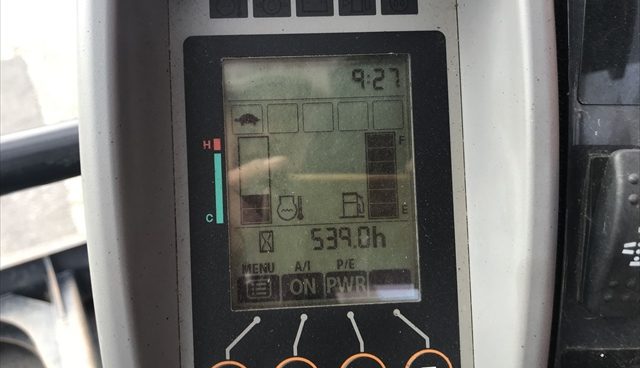 9:27
H
F
C
E
539.0h
MENU A/I P/E
ON PWR